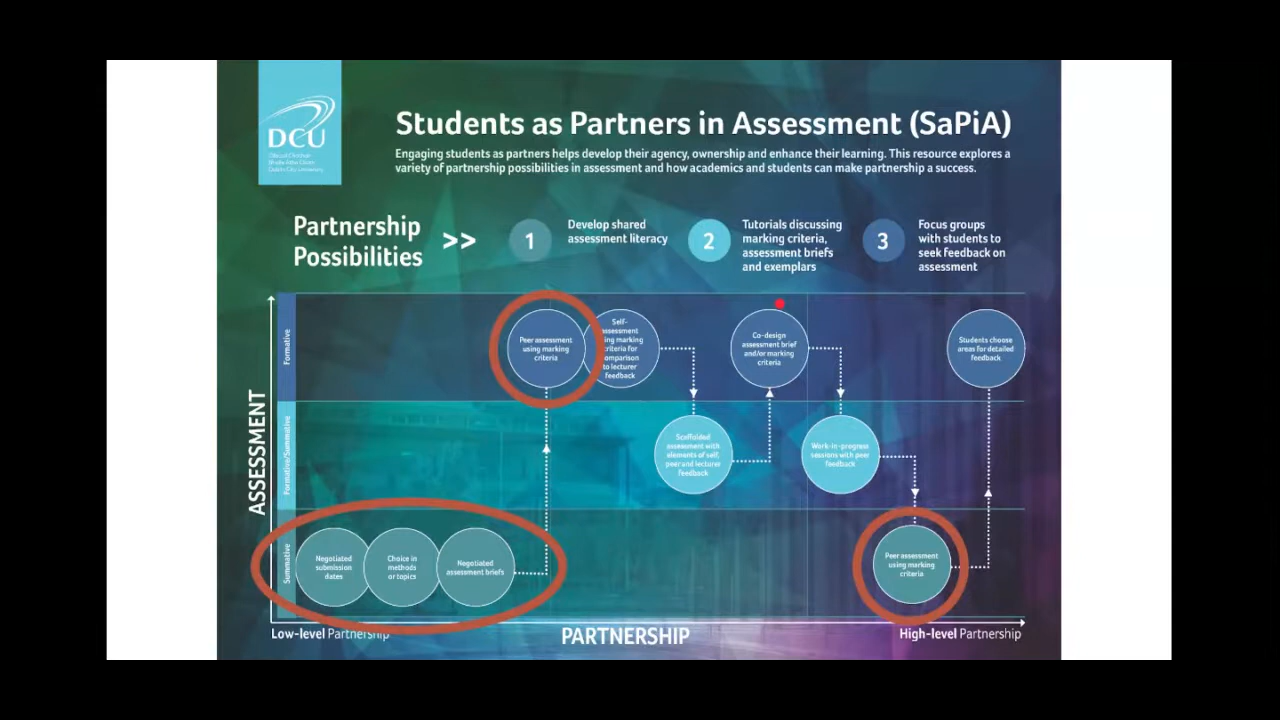 DCU
Students as Partners in Assessment (SaPiA)
Engaging students as partners helps develop their agency, ownership and enhance their learning. This resource explores a
variety of partnership possibilities in assessment and how academics and students can make partnership a success.
Partnership
Possibilities
>>
1
Develop shared
assessment literacy
2
Tutorials discussing
marking criteria,
assessment briefs
and exemplars
3
Focus groups
with students to
seek feedback on
assessment
ASSESSMENT
Formative
Peer assessment
using marking
criteria
Self-
criteria for
to lecturer
feedback
Co-design
assessment brief
and/or marking
criteria
Students choose
areas for detailed
feedback
Formative/Summative
Scaffolded
assessment with
elements of self,
peer and lecturer
feedback
Work-in-progress
sessions with peer
feedback
Summative
Negotiated
submission
dates
Choice in
methods
or topics
Negotiated
assessment briefs
Peer assessment
using marking
criteria
Low-level Partnership
PARTNERSHIP
High-level Partnership